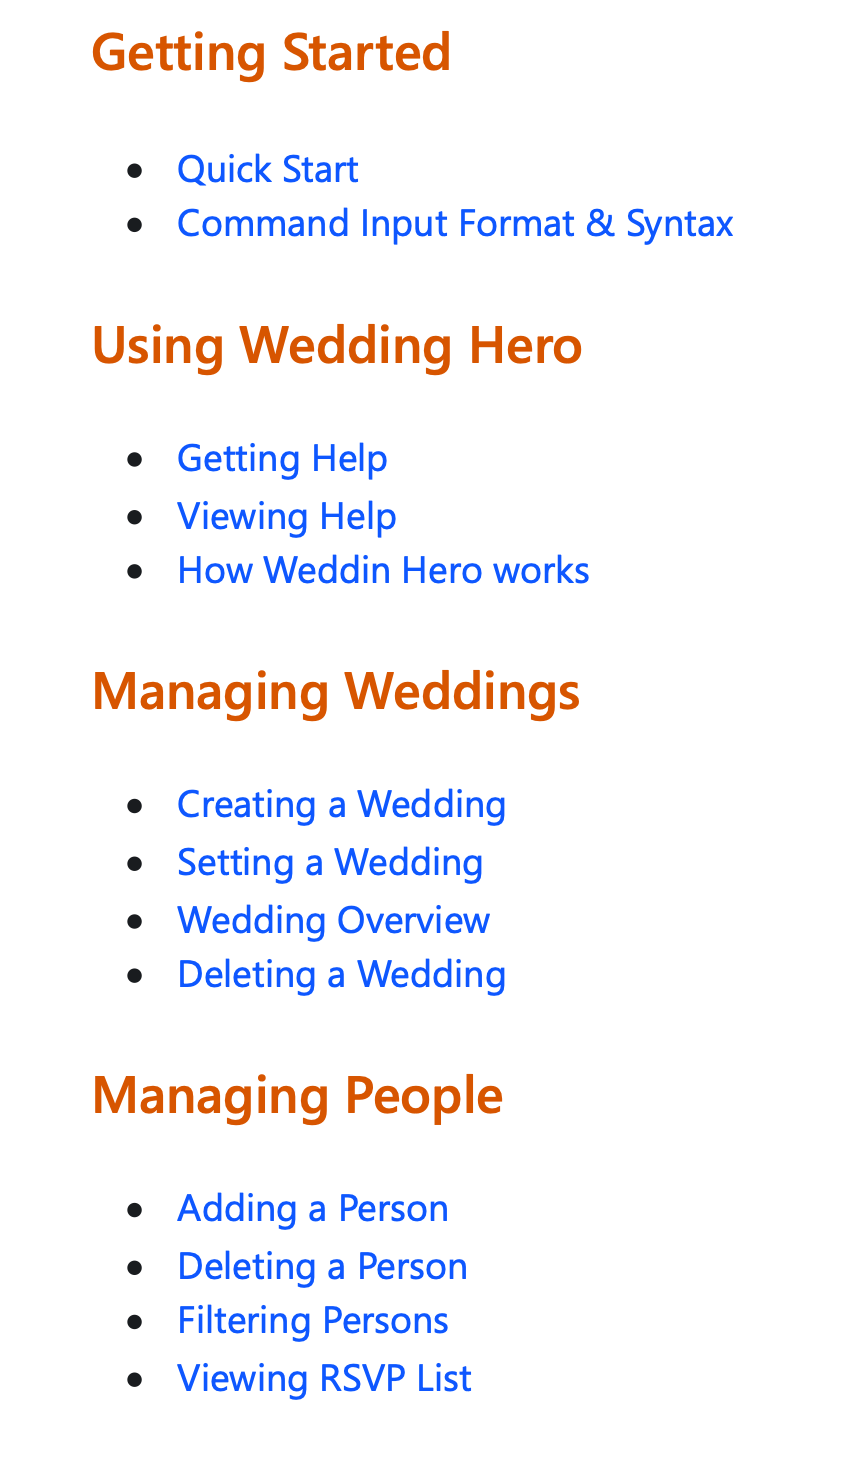 Getting Started
Quick Start
Command Input Format & Syntax
Using Wedding Hero
Getting Help
Viewing Help
How Weddin Hero works
Managing Weddings
Creating a Wedding
Setting a Wedding
Wedding Overview
Deleting a Wedding
Managing People
Adding a Person
Deleting a Person
Filtering Persons
Viewing RSVP List